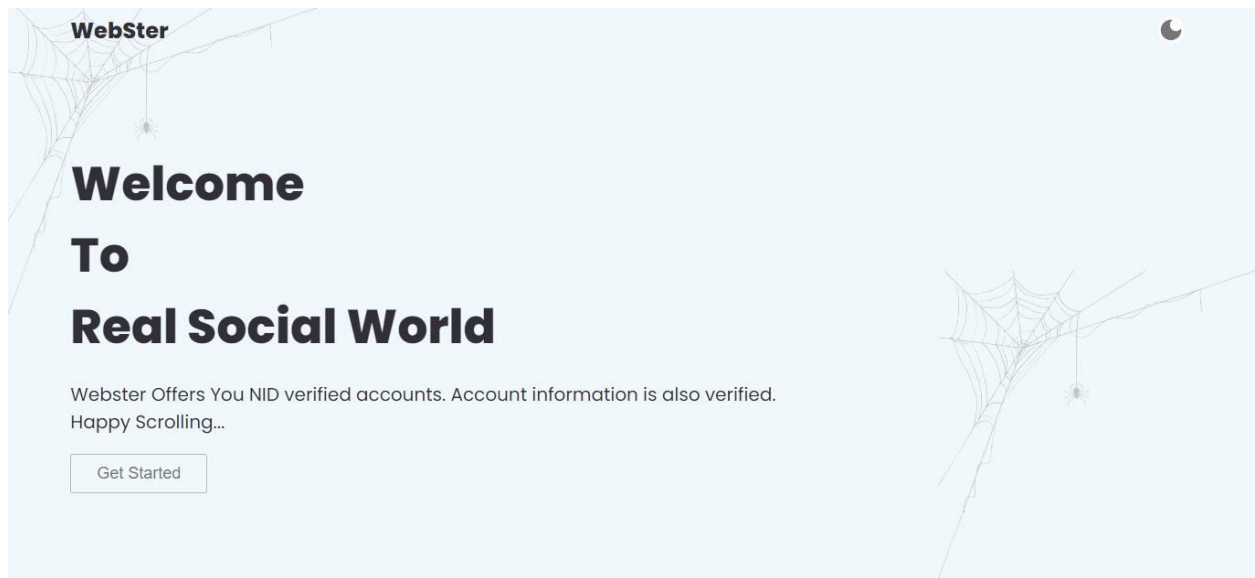 WebSter
Welcome
To
Real Social World
Webster Offers You NID verified accounts. Account information is also verified.
Happy Scrolling...
Get Started